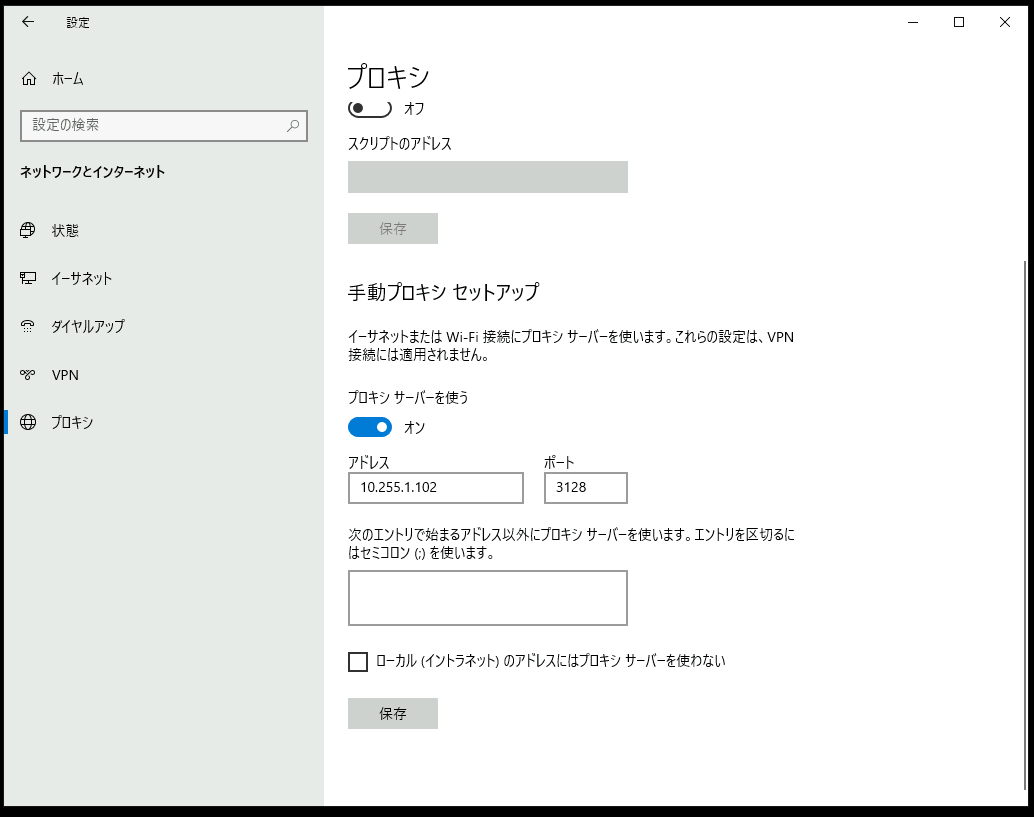 設定
ホーム
設定の検索
ネットワークとインターネット
状態
イーサネット
ダイヤルアップ
VPN
プロキシ
プロキシ
オフ
スクリプトのアドレス
保存
手動プロキシ セットアップ
イーサネットまたは Wi-Fi 接続にプロキシ サーバーを使います。これらの設定は、VPN
接続には適用されません。
プロキシ サーバーを使う
オン
アドレス ポート
10.255.1.102 3128
次のエントリで始まるアドレス以外にプロキシ サーバーを使います。エントリを区切るに
はセミコロン (;) を使います。
ローカル (イントラネット) のアドレスにはプロキシ サーバーを使わない
保存